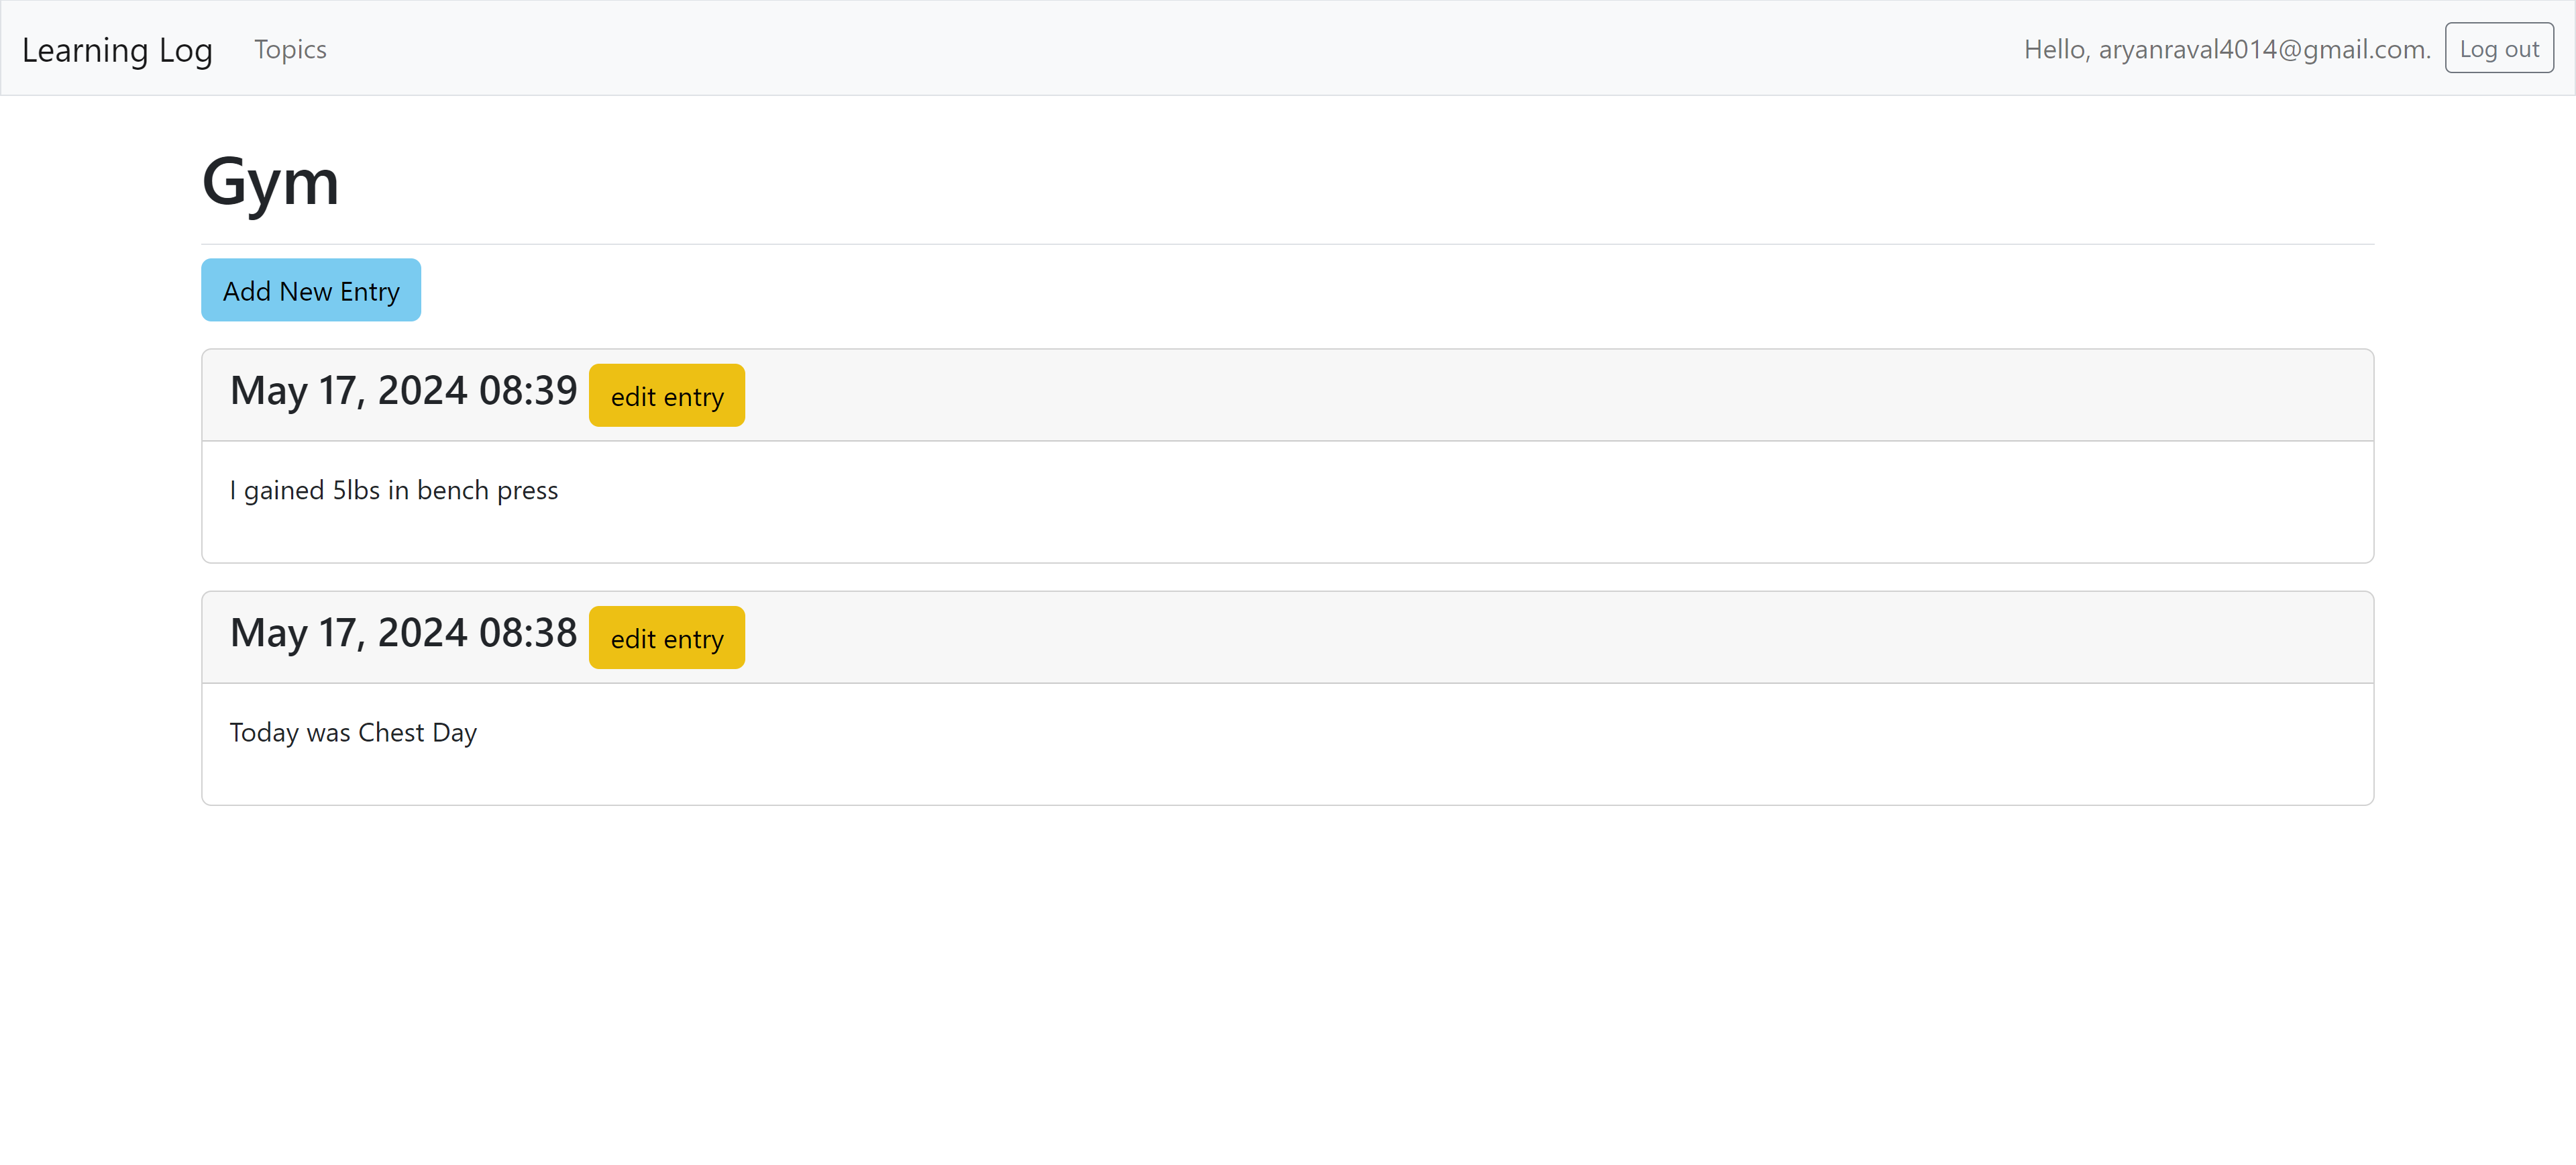 Learning Log Topics Hello, aryanraval4014@gmail.com. Log out
Gym
Add New Entry
May 17, 2024 08:39 edit entry
I gained 5lbs in bench press
May 17, 2024 08:38 edit entry
Today was Chest Day